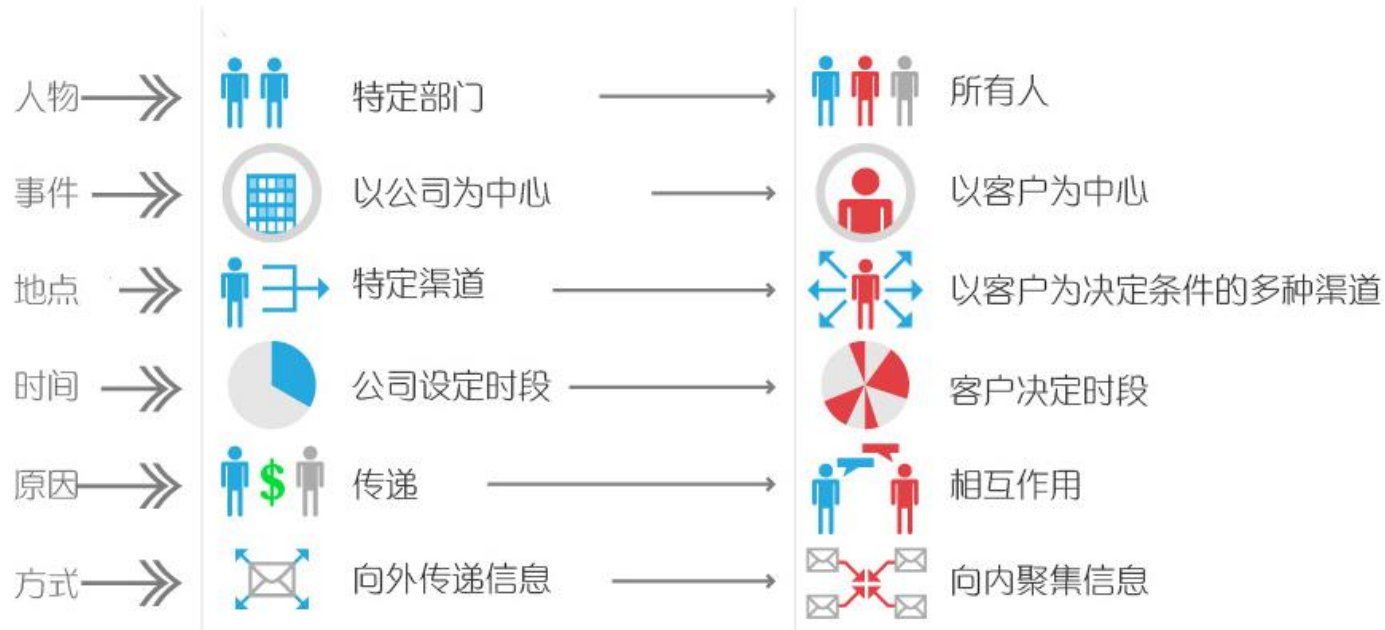 人物 特定部门 所有人
事件 以公司为中心 以客户为中心
地点 特定渠道 以客户为决定条件的多种渠道
时间 公司设定时段 客户决定时段
原因 $ 传递 相互作用
方式 向外传递信息 向内聚集信息